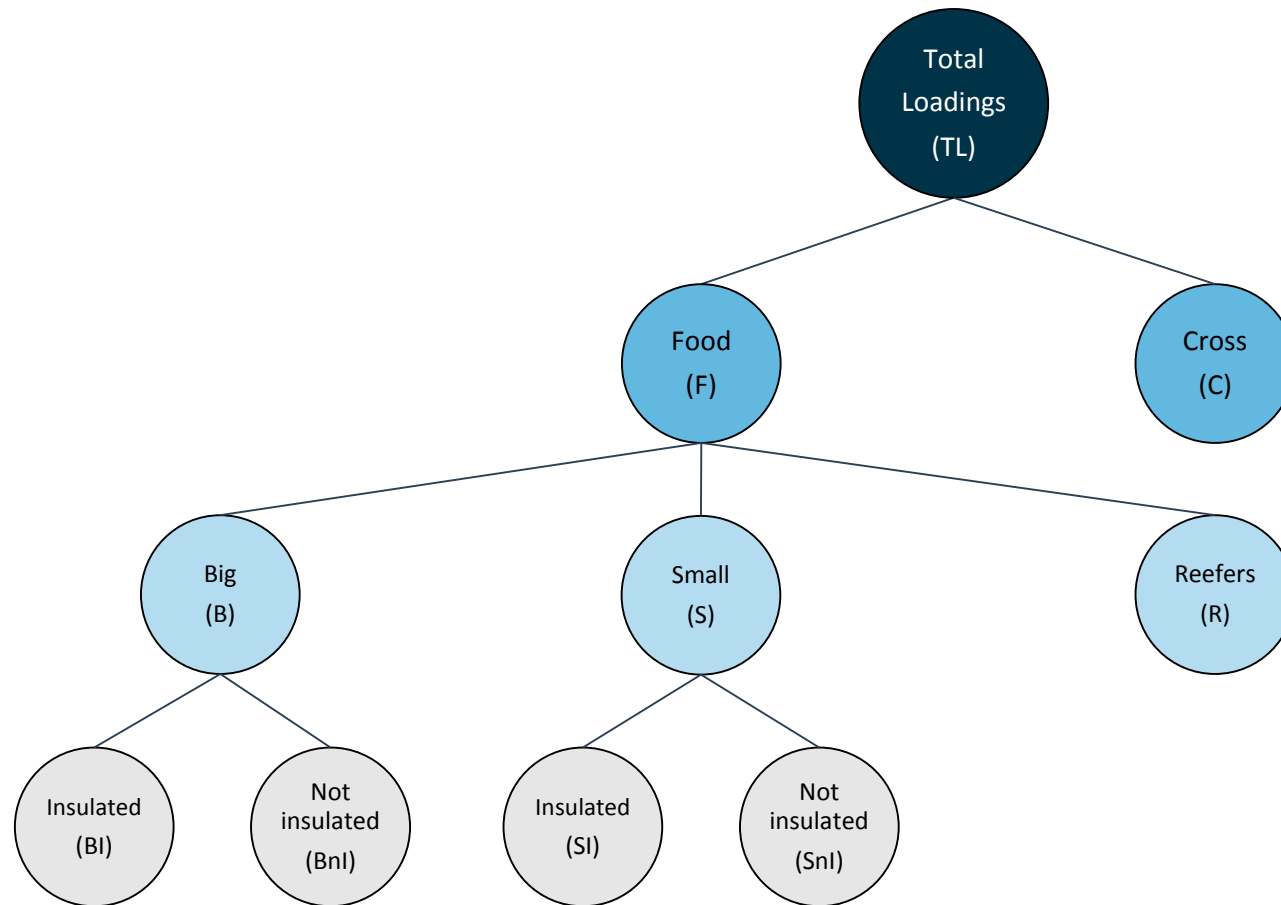 Total
Loadings
(TL)
Food
(F)
Cross
(C)
Big
(B)
Small
(S)
Reefers
(R)
Insulated
(BI)
Not
insulated
(BnI)
Insulated
(SI)
Not
insulated
(SnI)